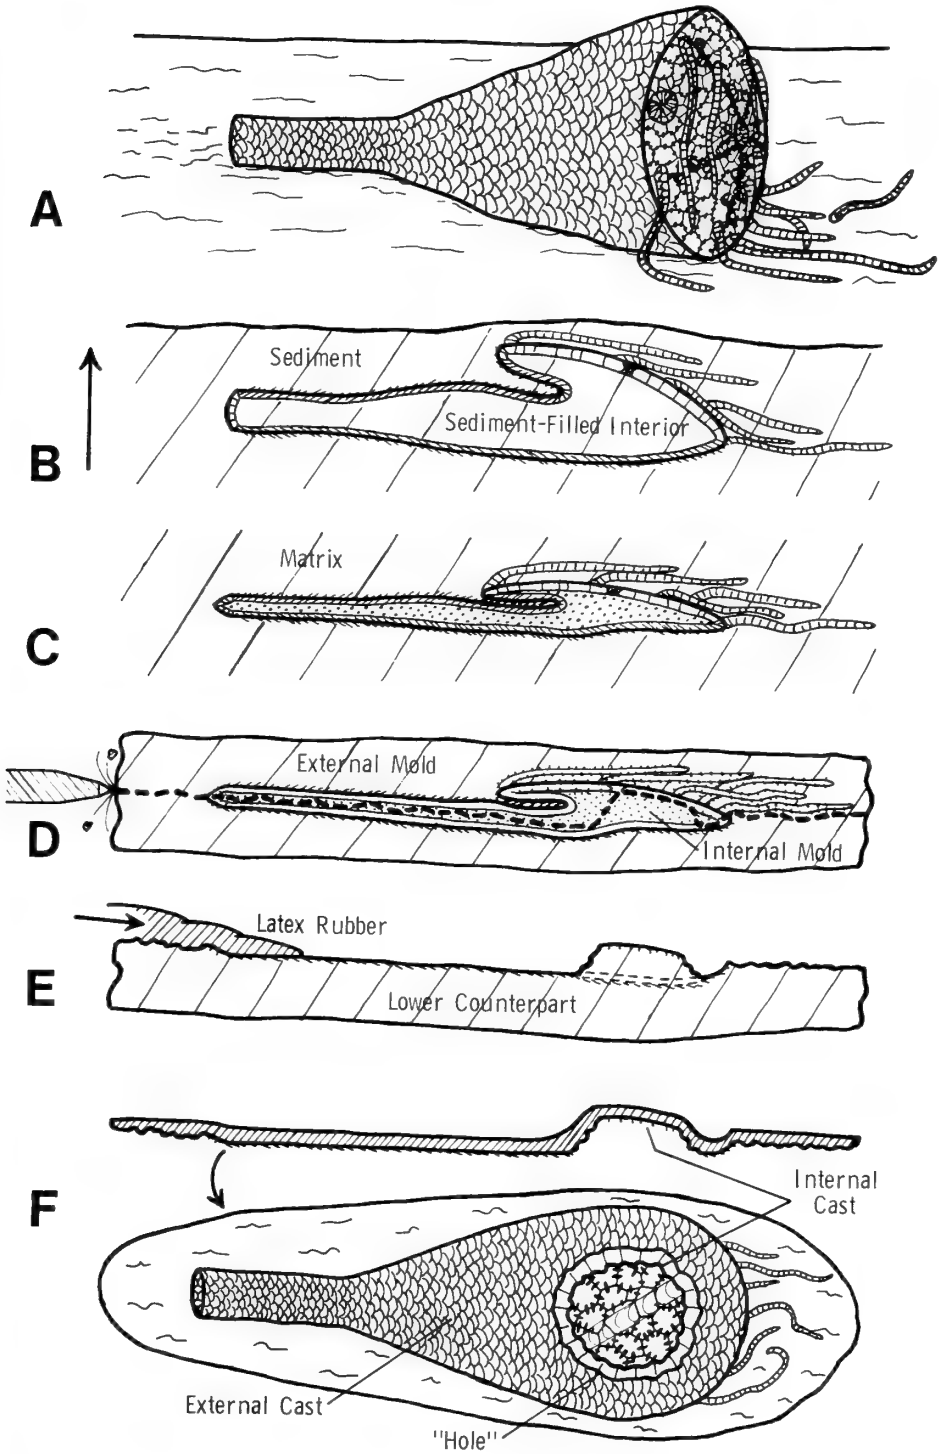 A
Sediment
Sediment-Filled Interior
B
Matrix
C
External Mold
D
Internal Mold
Latex Rubber
E
Lower Counterpart
Internal
Cast
F
External Cast
"Hole"